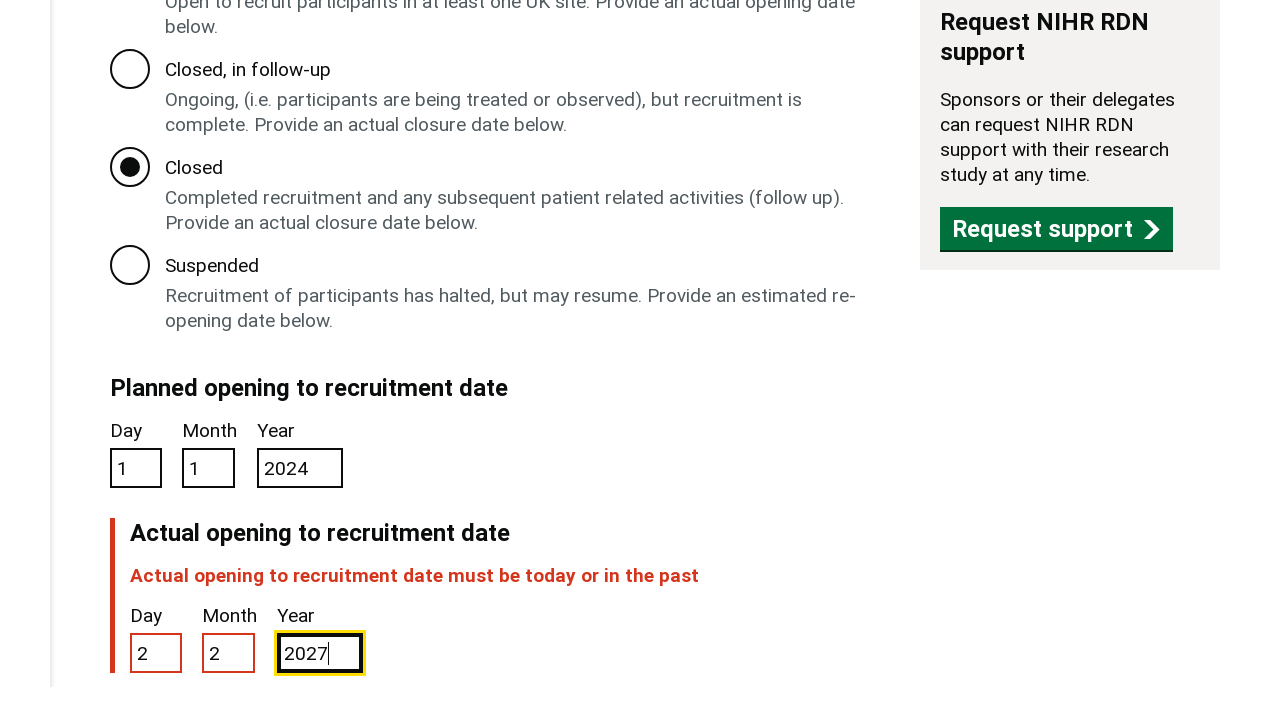 Open to recruit participants in at least one UK site. Provide an actual opening date
below.
Closed, in follow-up
Ongoing, (i.e. participants are being treated or observed), but recruitment is
complete. Provide an actual closure date below.
Closed
Completed recruitment and any subsequent patient related activities (follow up).
Provide an actual closure date below.
Suspended
Recruitment of participants has halted, but may resume. Provide an estimated re-
opening date below.
Planned opening to recruitment date
Day Month Year
1 1 2024
Actual opening to recruitment date
Actual opening to recruitment date must be today or in the past
Day Month Year
2 2 2027
Request NIHR RDN
support
Sponsors or their delegates
can request NIHR RDN
support with their research
study at any time.
Request support